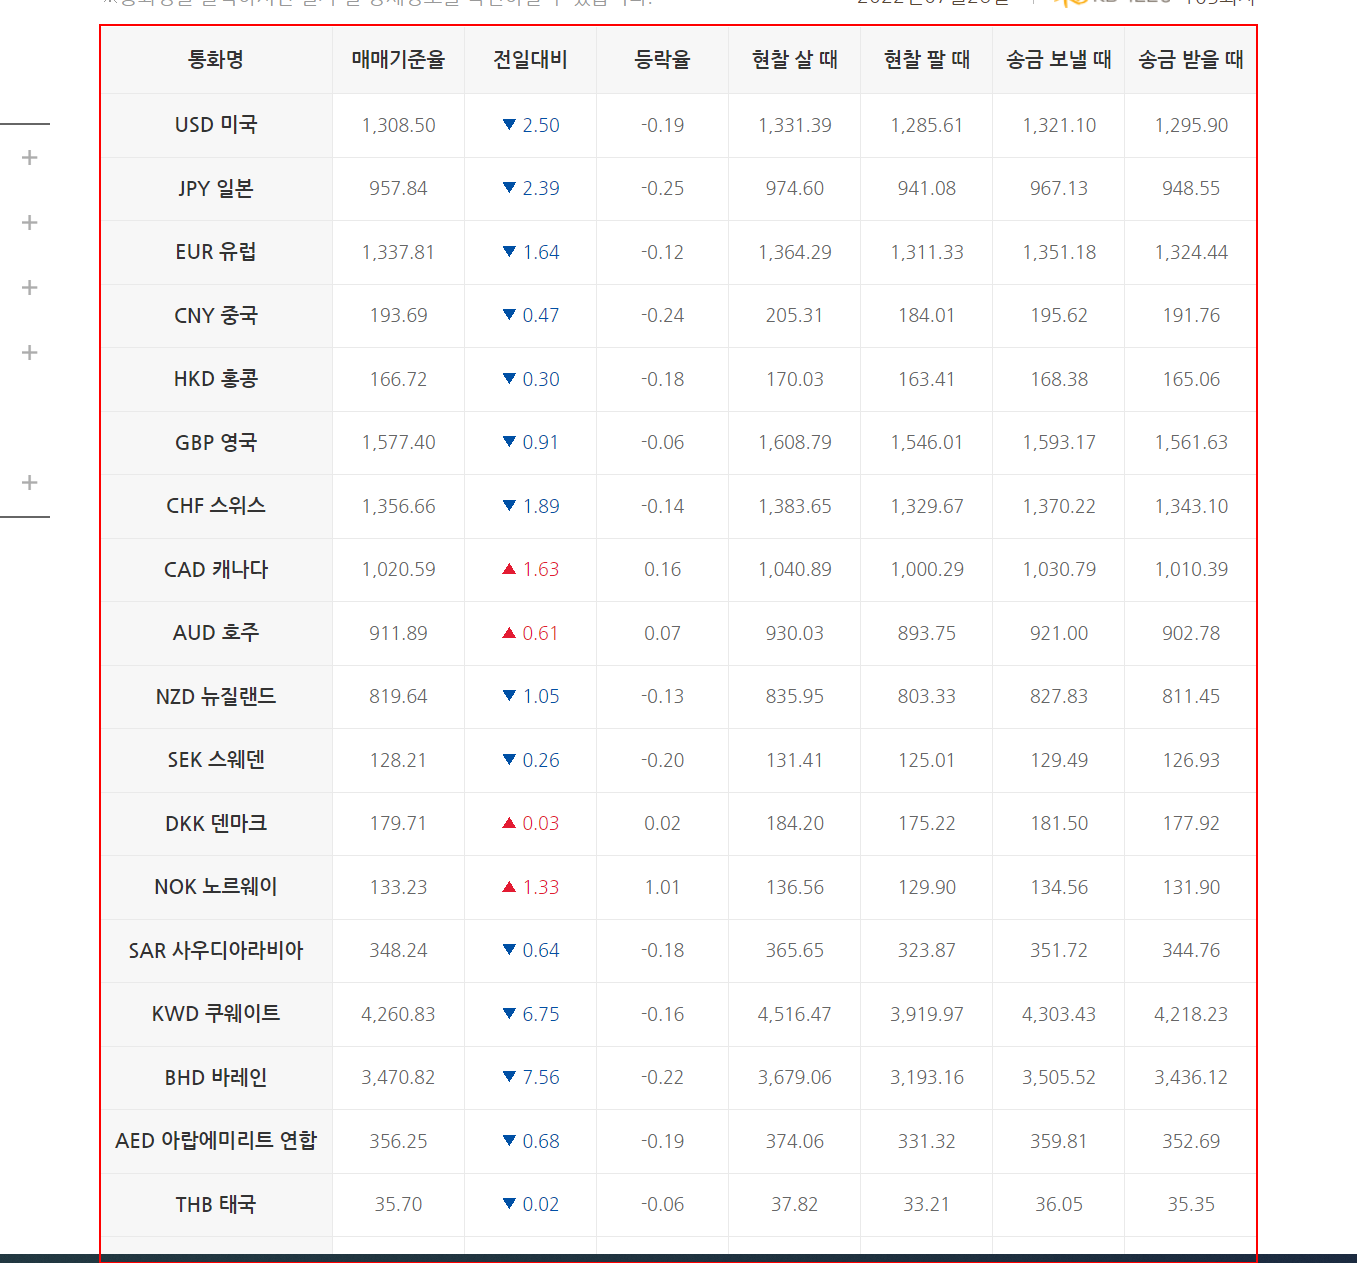 통화명 매매기준율 전일대비 등락율 현찰 살 때 현찰 팔 때 송금 보낼 때 송금 받을 때
USD 미국 1,308.50 ▼ 2.50 -0.19 1,331.39 1,285.61 1,321.10 1,295.90
JPY 일본 957.84 ▼ 2.39 -0.25 974.60 941.08 967.13 948.55
EUR 유럽 1,337.81 ▼ 1.64 -0.12 1,364.29 1,311.33 1,351.18 1,324.44
CNY 중국 193.69 ▼ 0.47 -0.24 205.31 184.01 195.62 191.76
HKD 홍콩 166.72 ▼ 0.30 -0.18 170.03 163.41 168.38 165.06
GBP 영국 1,577.40 ▼ 0.91 -0.06 1,608.79 1,546.01 1,593.17 1,561.63
CHF 스위스 1,356.66 ▼ 1.89 -0.14 1,383.65 1,329.67 1,370.22 1,343.10
CAD 캐나다 1,020.59 ▲ 1.63 0.16 1,040.89 1,000.29 1,030.79 1,010.39
AUD 호주 911.89 ▲ 0.61 0.07 930.03 893.75 921.00 902.78
NZD 뉴질랜드 819.64 ▼ 1.05 -0.13 835.95 803.33 827.83 811.45
SEK 스웨덴 128.21 ▼ 0.26 -0.20 131.41 125.01 129.49 126.93
DKK 덴마크 179.71 ▲ 0.03 0.02 184.20 175.22 181.50 177.92
NOK 노르웨이 133.23 ▲ 1.33 1.01 136.56 129.90 134.56 131.90
SAR 사우디아라비아 348.24 ▼ 0.64 -0.18 365.65 323.87 351.72 344.76
KWD 쿠웨이트 4,260.83 ▼ 6.75 -0.16 4,516.47 3,919.97 4,303.43 4,218.23
BHD 바레인 3,470.82 ▼ 7.56 -0.22 3,679.06 3,193.16 3,505.52 3,436.12
AED 아랍에미리트 연합 356.25 ▼ 0.68 -0.19 374.06 331.32 359.81 352.69
THB 태국 35.70 ▼ 0.02 -0.06 37.82 33.21 36.05 35.35